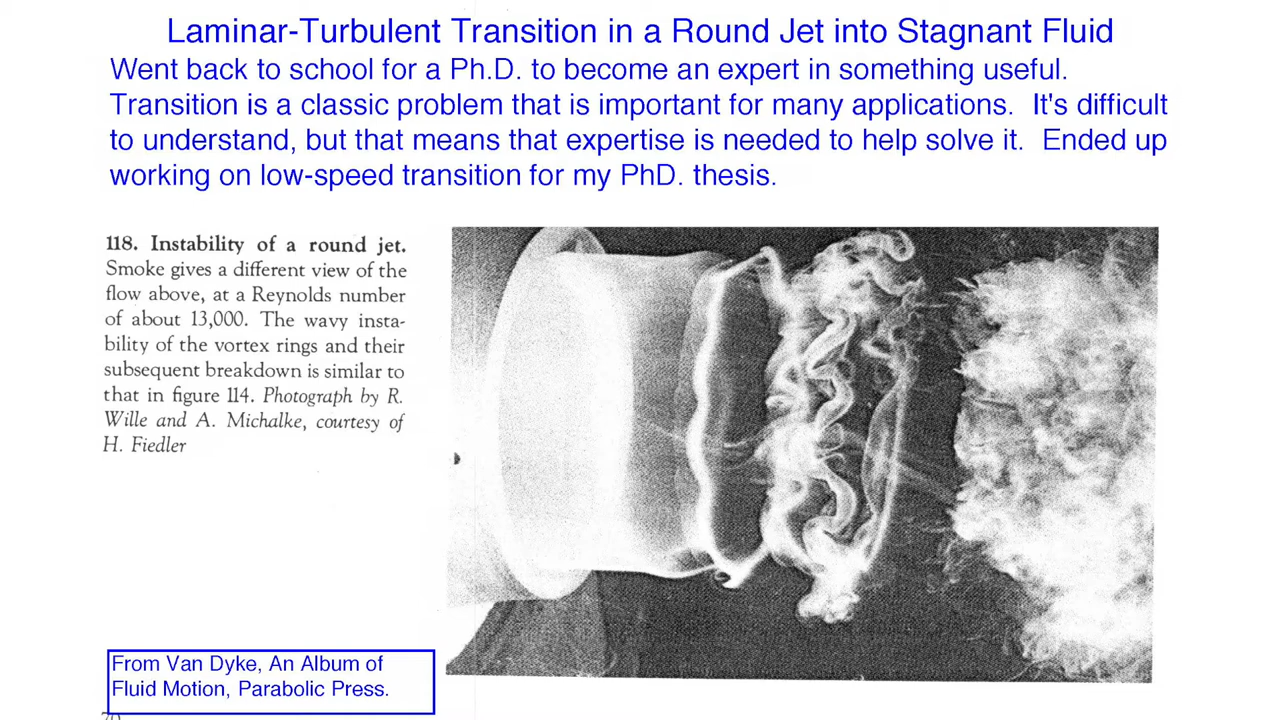 Laminar-Turbulent Transition in a Round Jet into Stagnant Fluid
Went back to school for a Ph.D. to become an expert in something useful.
Transition is a classic problem that is important for many applications.  It's difficult
to understand, but that means that expertise is needed to help solve it.  Ended up
working on low-speed transition for my PhD. thesis.
118. Instability of a round jet.
Smoke gives a different view of the
flow above, at a Reynolds number
of about 13,000. The wavy insta-
bility of the vortex rings and their
subsequent breakdown is similar to
that in figure 114. Photograph by R.
Wille and A. Michalke, courtesy of
H. Fiedler
From Van Dyke, An Album of
Fluid Motion, Parabolic Press.